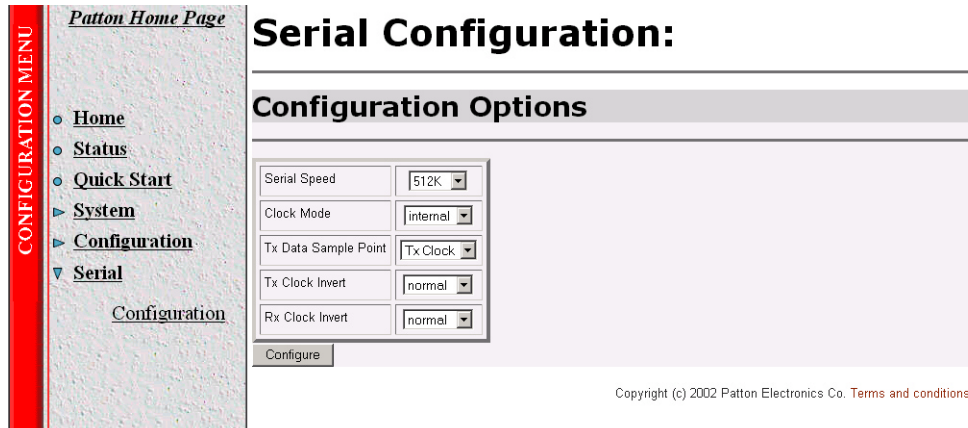 CONFIGURATION MENU
Patton Home Page
Home
Status
Quick Start
System
Configuration
Serial
Configuration
Serial Configuration:
Configuration Options
Serial Speed 512K
Clock Mode internal
Tx Data Sample Point Tx Clock
Tx Clock Invert normal
Rx Clock Invert normal
Configure
Copyright (c) 2002 Patton Electronics Co. Terms and conditions